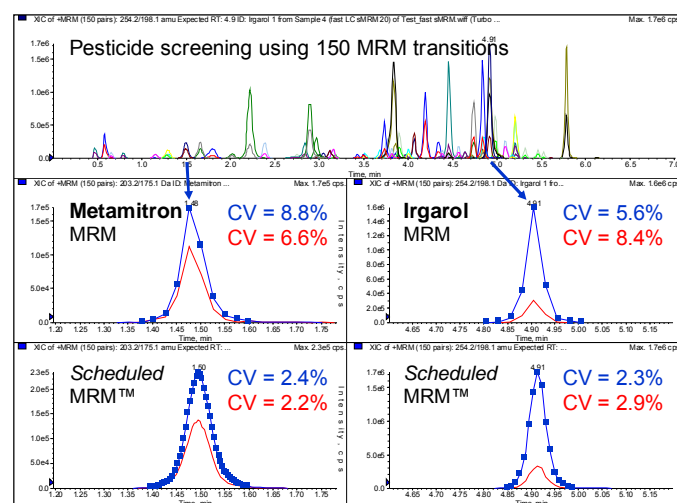 XIC of +MRM (150 pairs): 254.2/198.1 amu Expected RT: 4.9 ID: Irgarol 1 from Sample 4 (fast LC sMRM 20) of Test_fast sMRM.wiff (Turbo ... Max. 1.7e6 cps.
Pesticide screening using 150 MRM transitions
4.91
1.7e6
1.5e6
1.0e6
5.0e5
0.0
0.5 1.0 1.5 2.0 2.5 3.0 3.5 4.0 4.5 5.0 5.5 6.0 6.5 7.0
Time, min
XIC of +MRM (150 pairs): 203.2/175.1 Da ID: Metamitron ... Max. 1.7e5 cps.
Metamitron
MRM
1.48
CV = 8.8%
CV = 6.6%
1.7e5
1.5e5
1.0e5
5.0e4
0.0
1.20 1.25 1.30 1.35 1.40 1.45 1.50 1.55 1.60 1.65 1.70 1.75
Time, min
Intensity, cps
XIC of +MRM (150 pairs): 254.2/198.1 Da ID: Irgarol 1 fro... Max. 1.6e6 cps.
Irgarol
MRM
4.91
CV = 5.6%
CV = 8.4%
1.6e6
1.4e6
1.2e6
1.0e6
8.0e5
6.0e5
4.0e5
2.0e5
0.0
4.65 4.70 4.75 4.80 4.85 4.90 4.95 5.00 5.05 5.10 5.15
Time, min
XIC of +MRM (150 pairs): 203.2/175.1 amu Expected RT: ... Max. 2.3e5 cps.
Scheduled
MRM™
1.50
CV = 2.4%
CV = 2.2%
2.3e5
2.0e5
1.5e5
1.0e5
5.0e4
0.0
1.20 1.25 1.30 1.35 1.40 1.45 1.50 1.55 1.60 1.65 1.70 1.75
Time, min
Intensity, cps
XIC of +MRM (150 pairs): 254.2/198.1 amu Expected RT: ... Max. 1.7e6 cps.
Scheduled
MRM™
4.91
CV = 2.3%
CV = 2.9%
1.7e6
1.5e6
1.0e6
5.0e5
0.0
4.65 4.70 4.75 4.80 4.85 4.90 4.95 5.00 5.05 5.10 5.15
Time, min